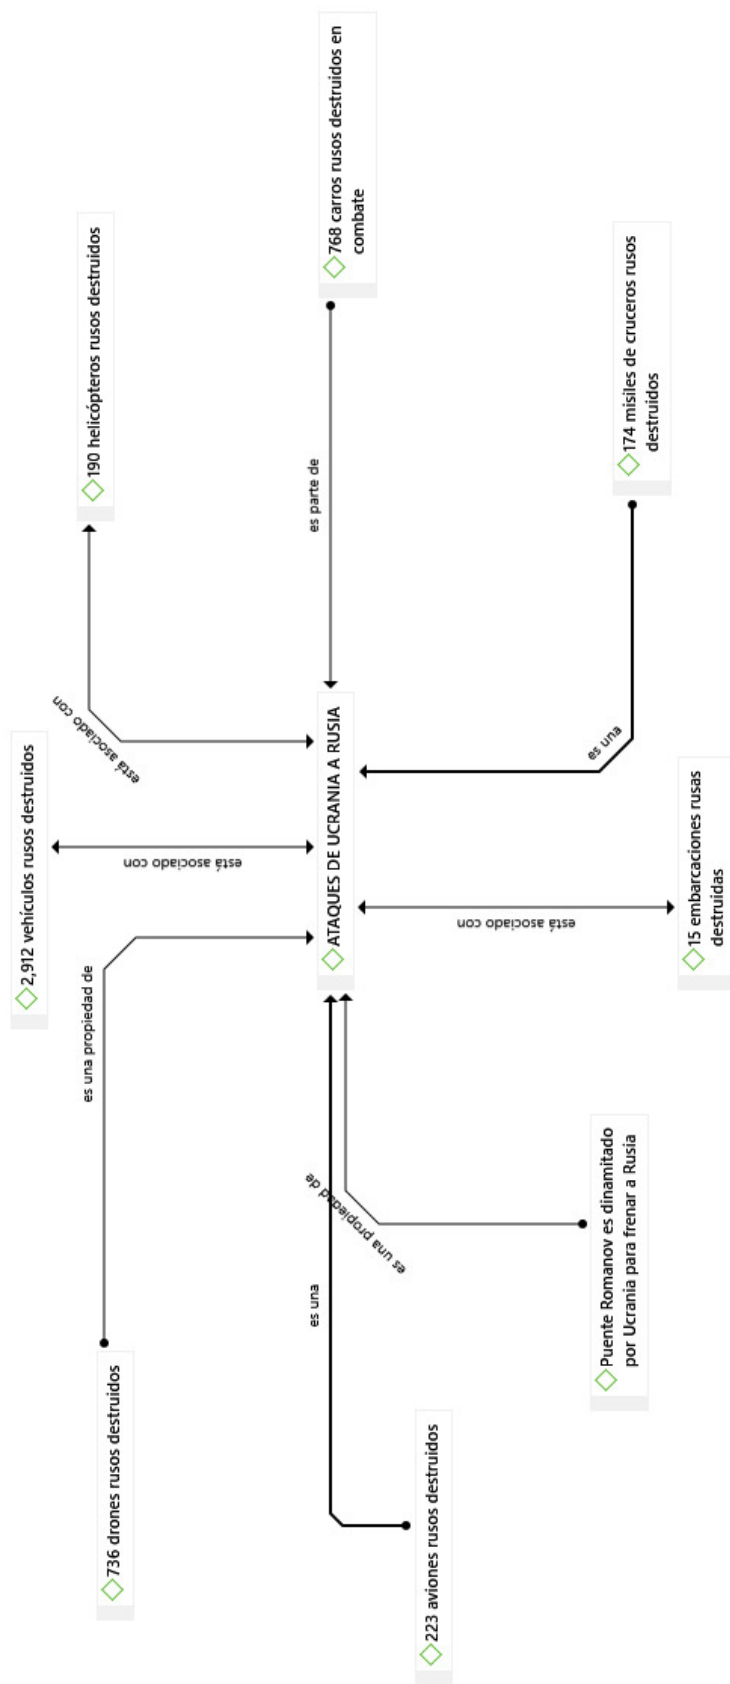 2,912 vehículos rusos destruidos
es una propiedad de
190 helicópteros rusos destruidos
está asociado con
736 drones rusos destruidos
está asociado con
es una
es parte de
768 carros rusos destruidos en
combate
ATAQUES DE UCRANIA A RUSIA
es una propiedad de
223 aviones rusos destruidos
está asociado con
es una
Puente Romanov es dinamitado
por Ucrania para frenar a Rusia
174 misiles de cruceros rusos
destruidos
15 embarcaciones rusas
destruidas